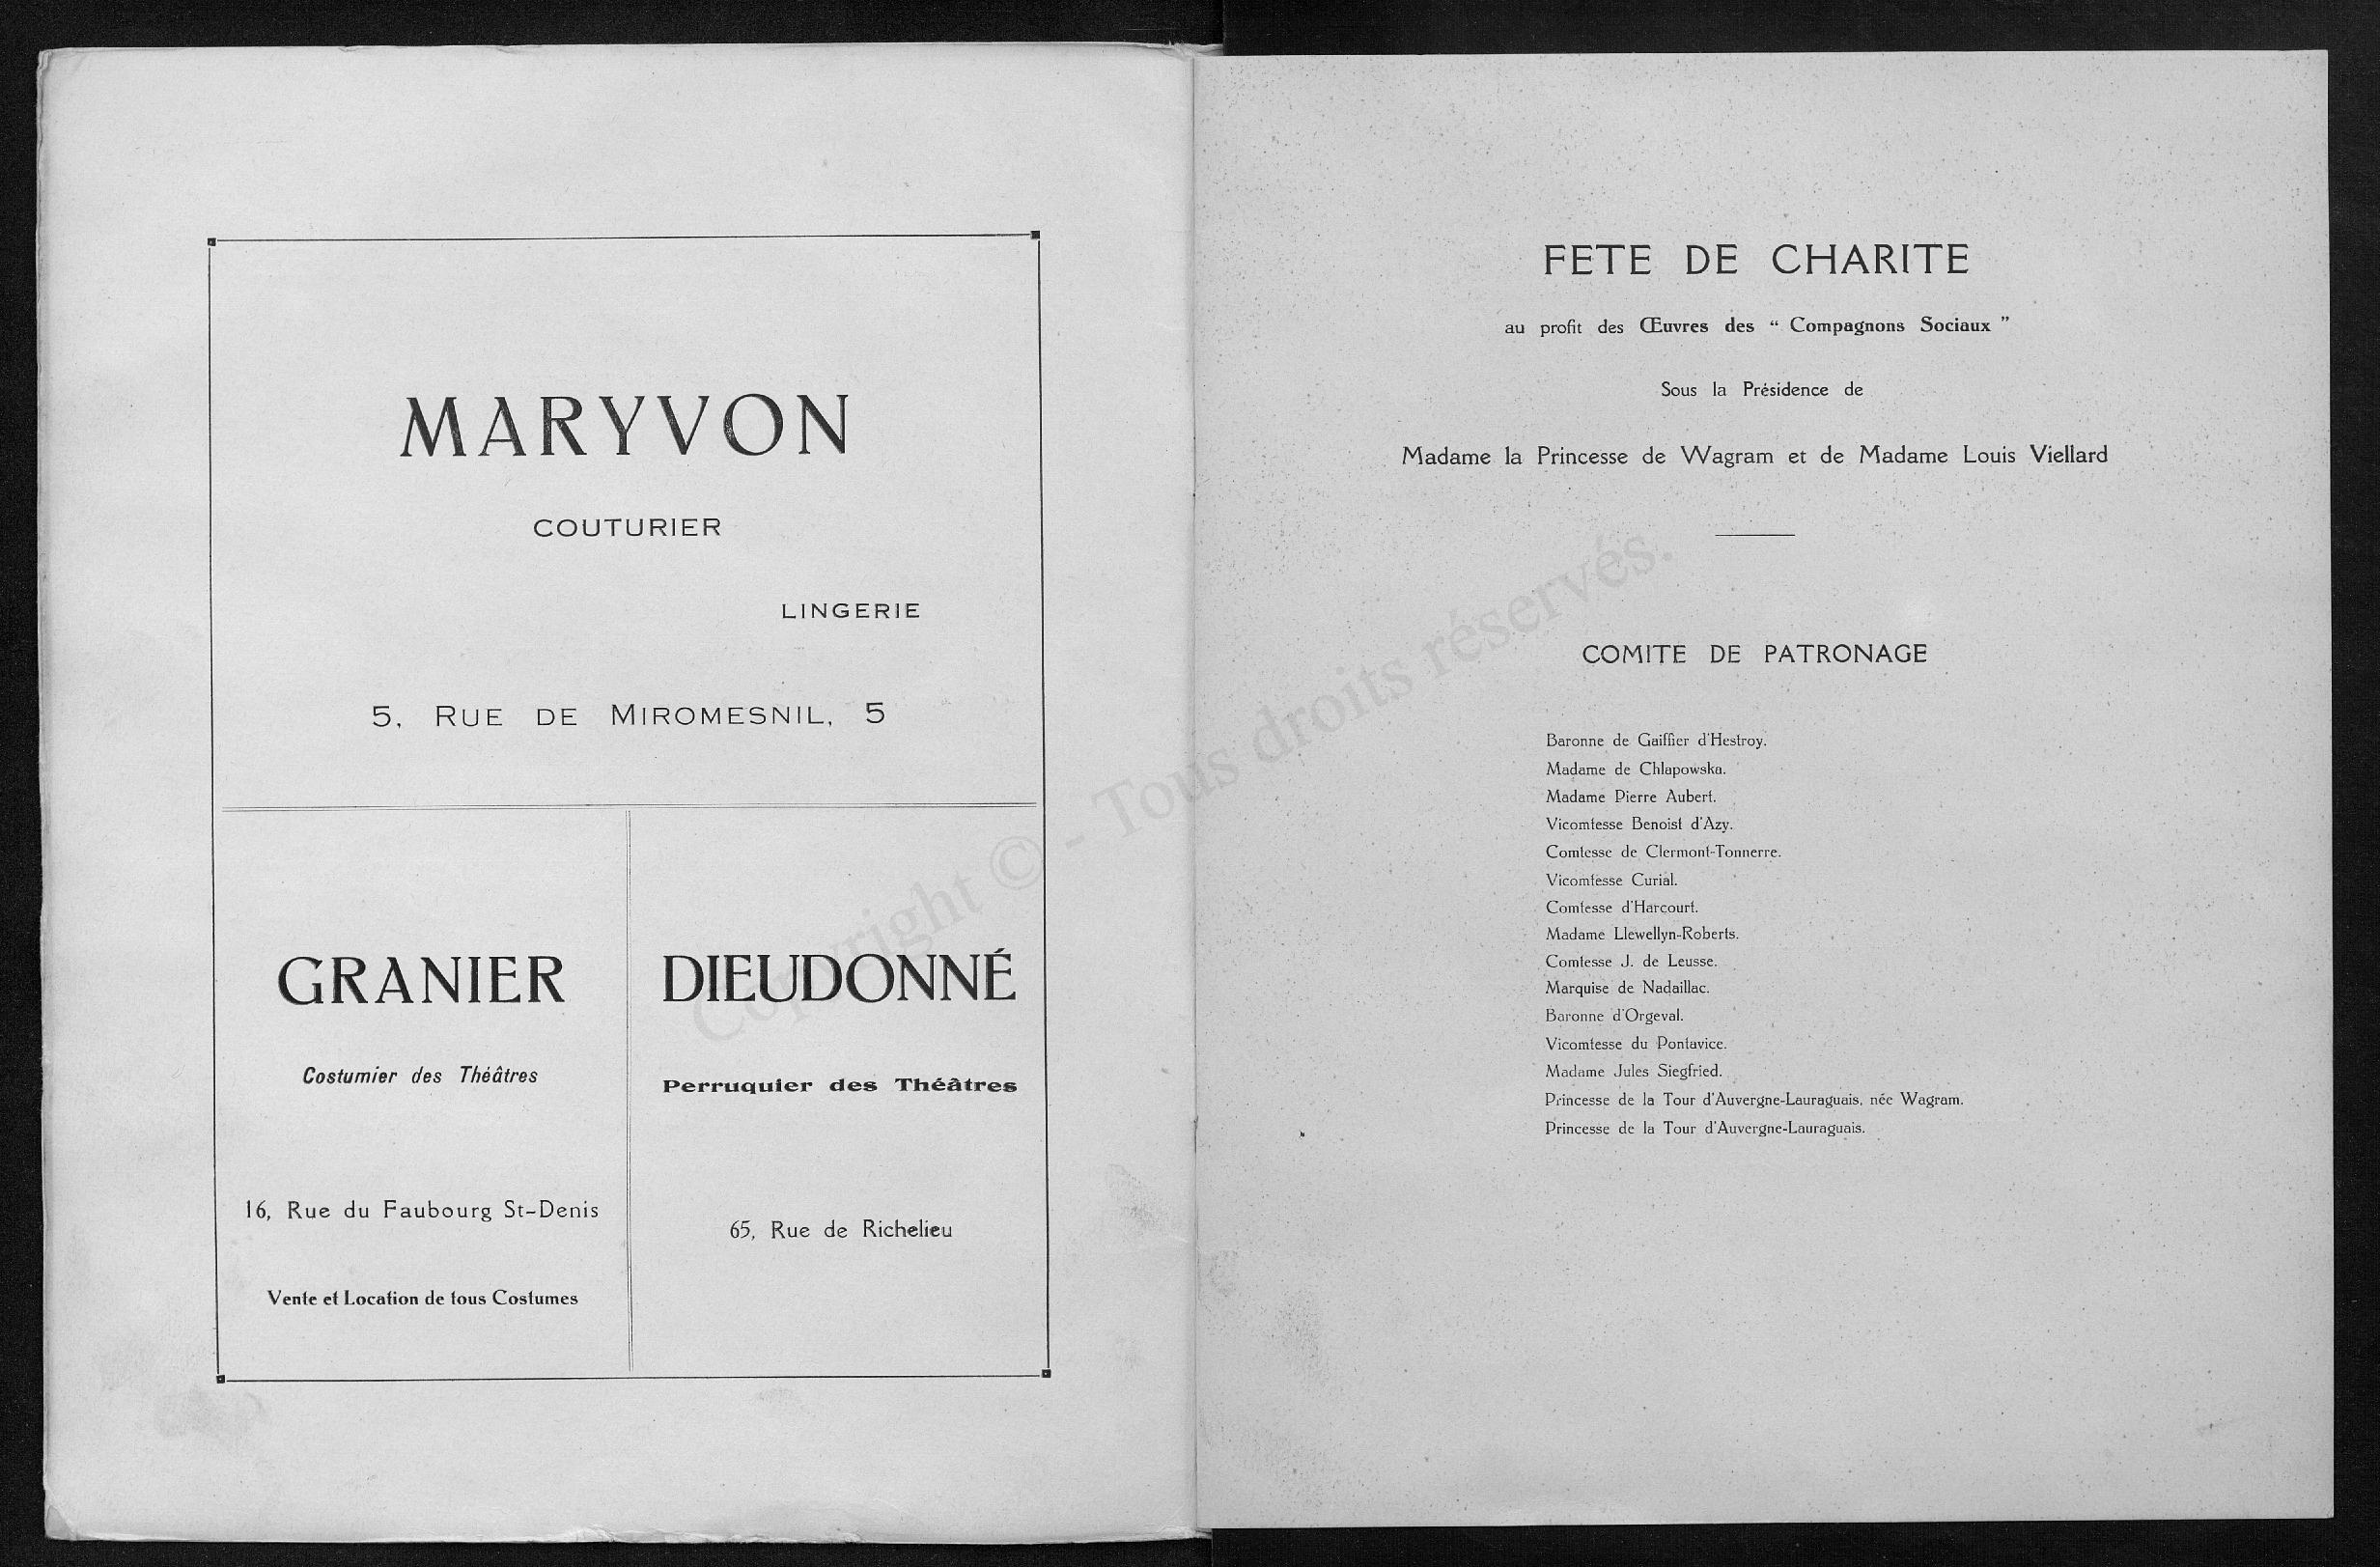 MARYVON
COUTURIER
LINGERIE
5, RUE DE MIROMESNIL, 5
GRANIER
Costumier des Théâtres
16, Rue du Faubourg St-Denis
Vente et Location de tous Costumes
DIEUDONNÉ
Perruquier des Théâtres
65, Rue de Richelieu
FETE DE CHARITE
au profit des Œuvres des “ Compagnons Sociaux ”
Sous la Présidence de
Madame la Princesse de Wagram et de Madame Louis Viellard
COMITE DE PATRONAGE
Baronne de Gaiffier d'Hestroy.
Madame de Chlapowska.
Madame Pierre Aubert.
Vicomtesse Benoist d'Azy.
Comtesse de Clermont-Tonnerre.
Vicomtesse Curial.
Comtesse d'Harcourt.
Madame Llewellyn-Roberts.
Comtesse J. de Leusse.
Marquise de Nadaillac.
Baronne d'Orgeval.
Vicomtesse du Pontavice.
Madame Jules Siegfried.
Princesse de la Tour d'Auvergne-Lauraguais, née Wagram.
Princesse de la Tour d'Auvergne-Lauraguais.
Copyright © - Tous droits réservés.